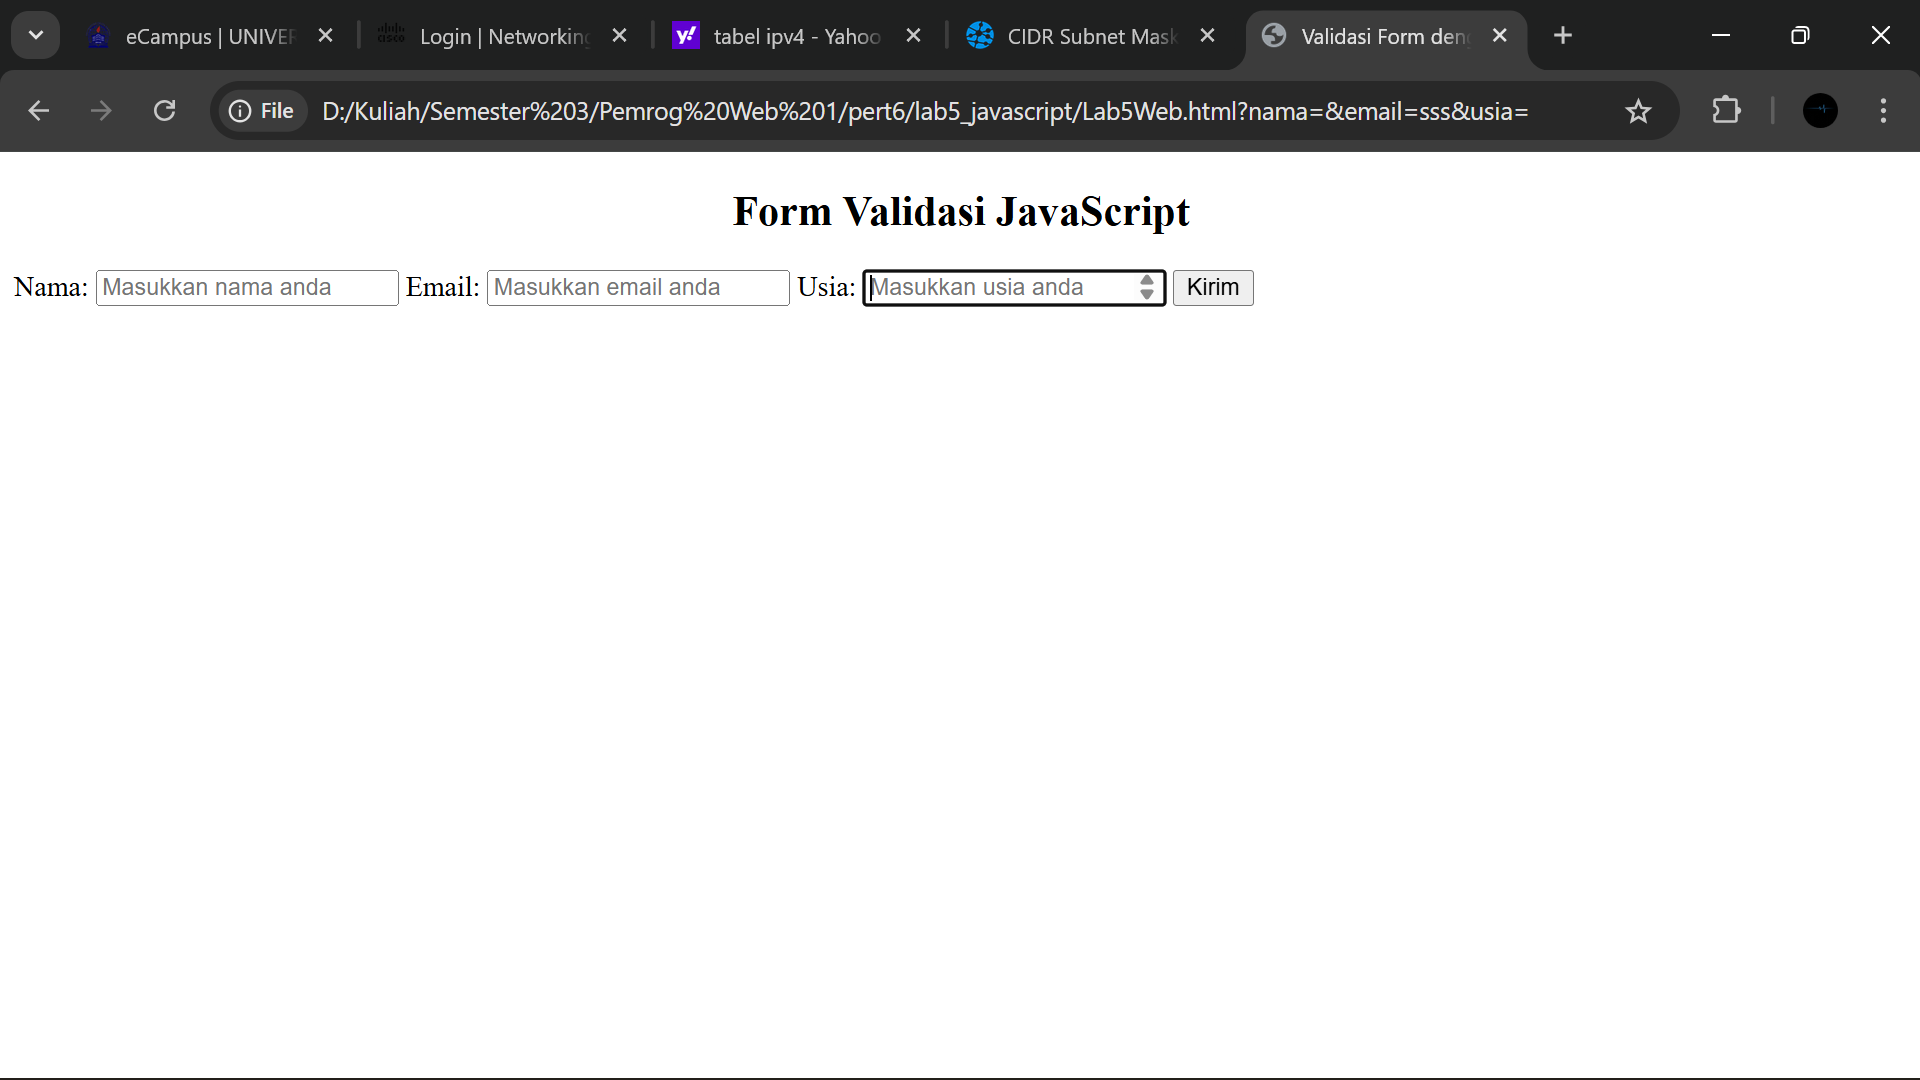 eCampus | UNIVER
cisco
Login | Networking
y!
tabel ipv4 - Yahoo
CIDR Subnet Mask
Validasi Form deng
File
D:/Kuliah/Semester%203/Pemrog%20Web%201/pert6/lab5_javascript/Lab5Web.html?nama=&email=sss&usia=
Form Validasi JavaScript
Nama: Masukkan nama anda Email: Masukkan email anda Usia: Masukkan usia anda Kirim